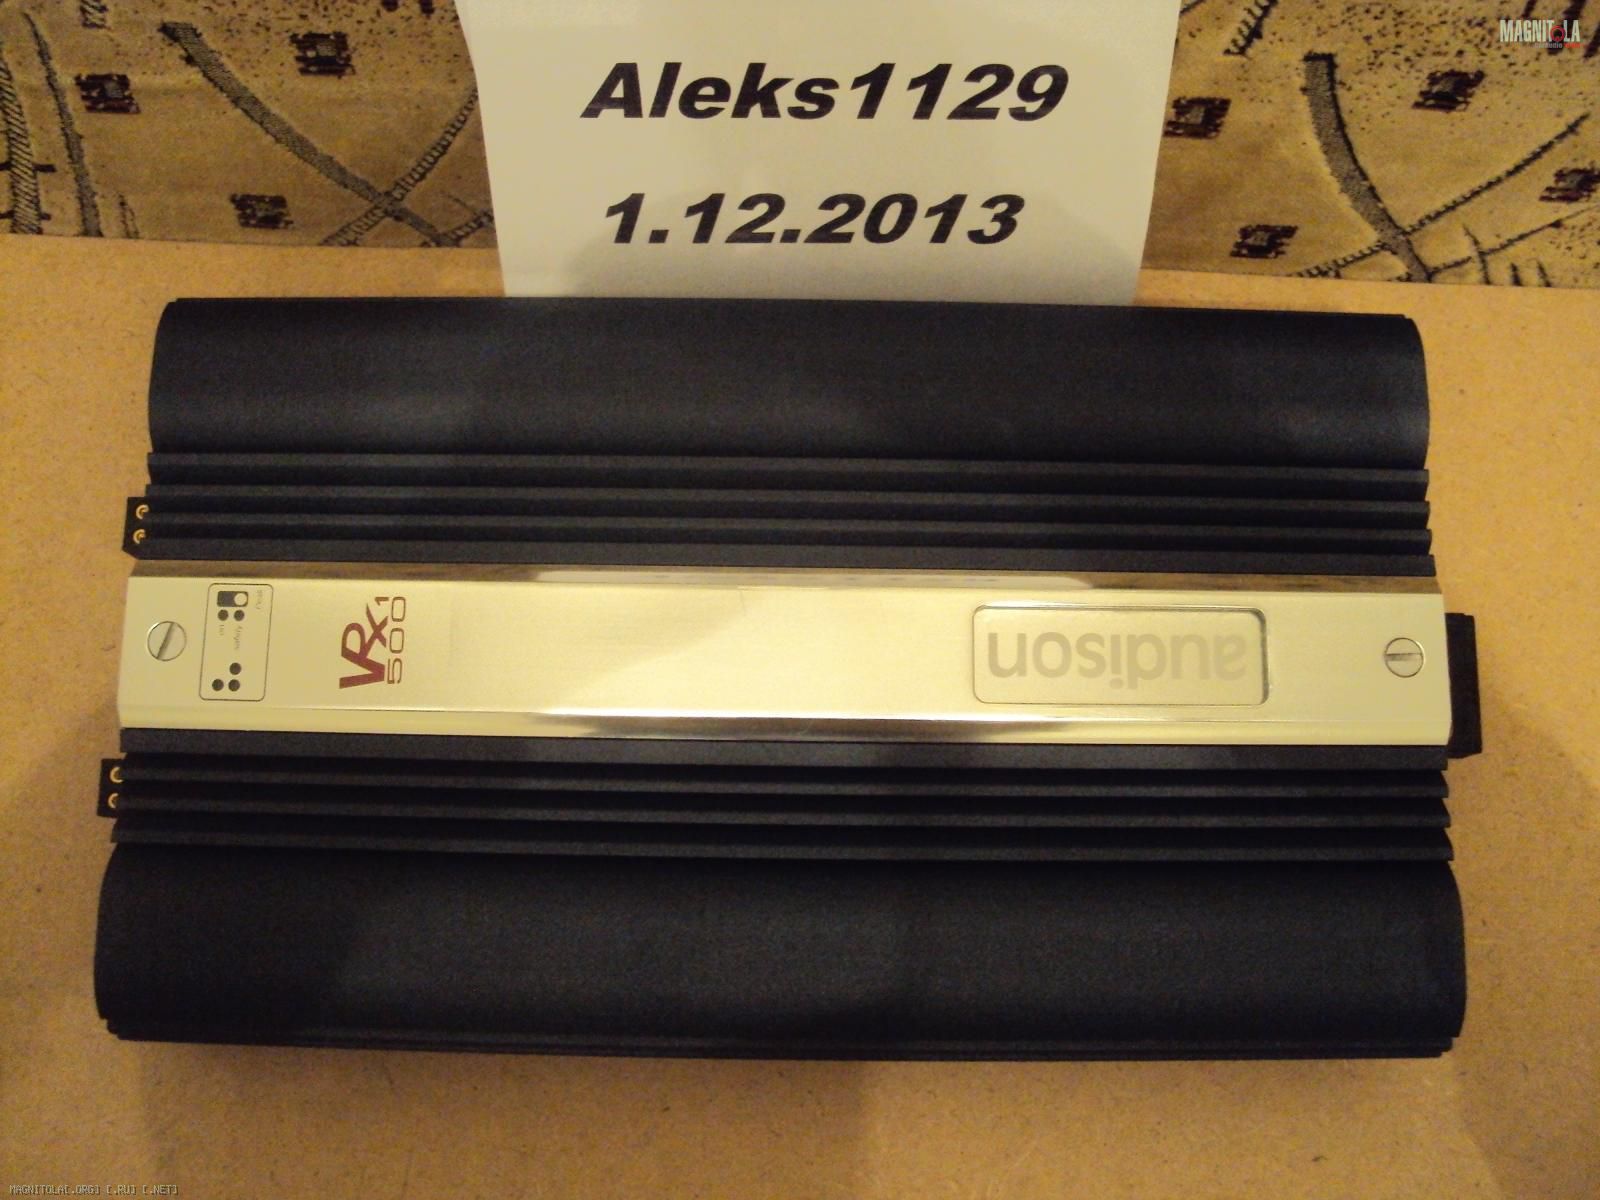 MAGNITOLA
Aleks1129
1.12.2013
VRx1
500
audison
MAGNITOLA[.ORG] [.RU] [.NET]